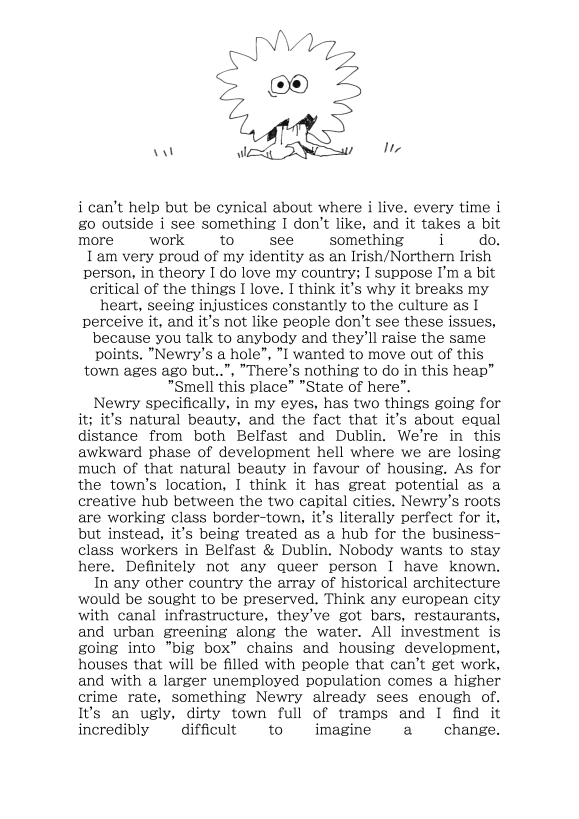 i can't help but be cynical about where i live. every time i
go outside i see something I don't like, and it takes a bit
more work to see something i do.
I am very proud of my identity as an Irish/Northern Irish
person, in theory I do love my country; I suppose I'm a bit
critical of the things I love. I think it's why it breaks my
heart, seeing injustices constantly to the culture as I
perceive it, and it's not like people don't see these issues,
because you talk to anybody and they'll raise the same
points. "Newry's a hole", "I wanted to move out of this
town ages ago but..", "There's nothing to do in this heap"
"Smell this place" "State of here".
Newry specifically, in my eyes, has two things going for
it; it's natural beauty, and the fact that it's about equal
distance from both Belfast and Dublin. We're in this
awkward phase of development hell where we are losing
much of that natural beauty in favour of housing. As for
the town's location, I think it has great potential as a
creative hub between the two capital cities. Newry's roots
are working class border-town, it's literally perfect for it,
but instead, it's being treated as a hub for the business-
class workers in Belfast & Dublin. Nobody wants to stay
here. Definitely not any queer person I have known.
In any other country the array of historical architecture
would be sought to be preserved. Think any european city
with canal infrastructure, they've got bars, restaurants,
and urban greening along the water. All investment is
going into "big box" chains and housing development,
houses that will be filled with people that can't get work,
and with a larger unemployed population comes a higher
crime rate, something Newry already sees enough of.
It's an ugly, dirty town full of tramps and I find it
incredibly difficult to imagine a change.